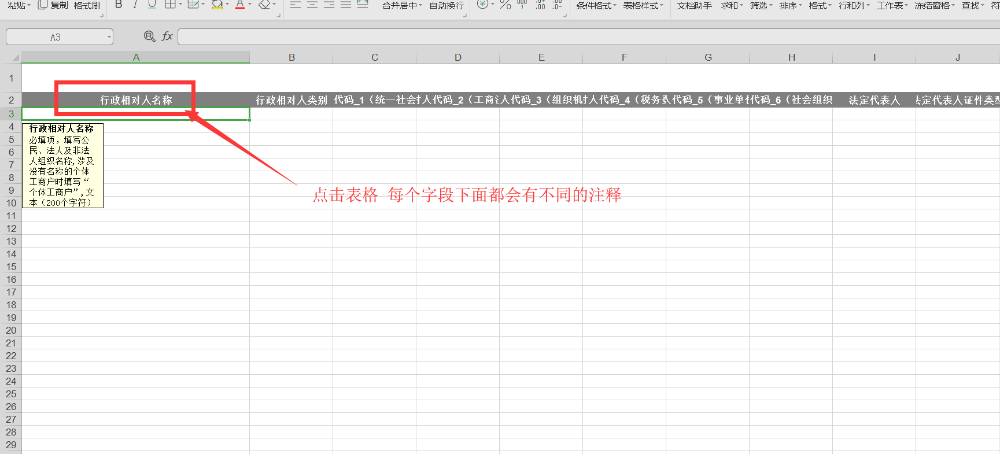 粘贴 复制 格式刷 B I U A 合并居中 自动换行 % 条件格式 表格样式 文档助手 求和 筛选 排序 格式 行和列 工作表 冻结窗格 查找 符
A3 fx
A B C D E F G H I J
1
2 行政相对人名称 行政相对人类别 代码_1（统一社会 人代码_2（工商 人代码_3（组织机 人代码_4（税务 人代码_5（事业单 代码_6（社会组织 法定代表人 法定代表人证件类型
3
4
5
6
7
8
9
10
11
12
13
14
15
16
17
18
19
20
21
22
23
24
25
26
27
28
29
行政相对人名称
必填项，填写公
民、法人及非法
人组织名称,涉及
没有名称的个体
工商户时填写“
个体工商户”,文
本（200个字符）
点击表格 每个字段下面都会有不同的注释